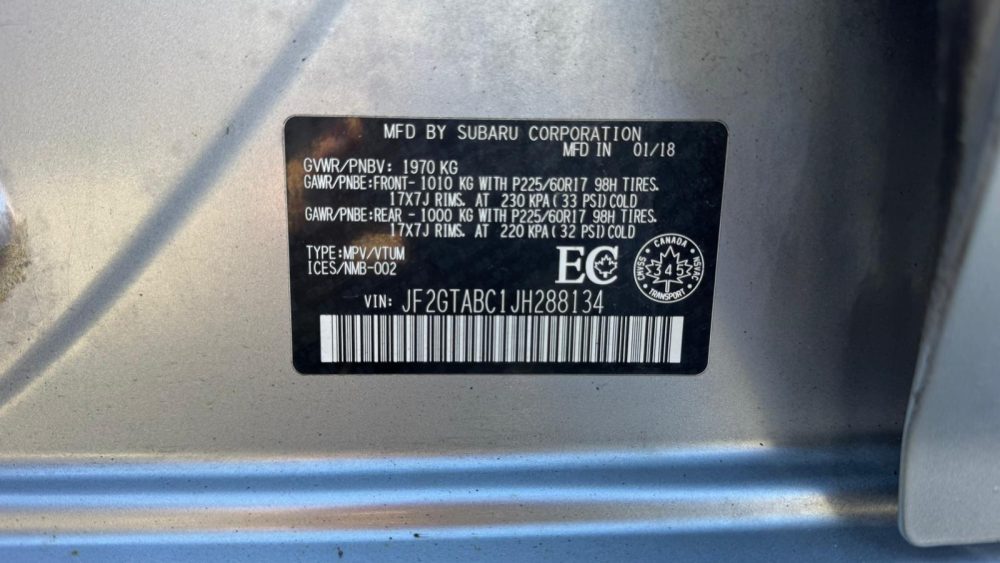 MFD BY SUBARU CORPORATION
MFD IN 01/18
GVWR/PNBV: 1970 KG
GAWR/PNBE:FRONT- 1010 KG WITH P225/60R17 98H TIRES.
17X7J RIMS. AT 230 KPA(33 PSI)COLD
GAWR/PNBE:REAR - 1000 KG WITH P225/60R17 98H TIRES.
17X7J RIMS. AT 220 KPA(32 PSI)COLD
TYPE:MPV/VTUM
ICES/NMB-002
EC
CANADA
CMVSS
NSVAC
345
TRANSPORT
VIN: JF2GTABC1JH288134